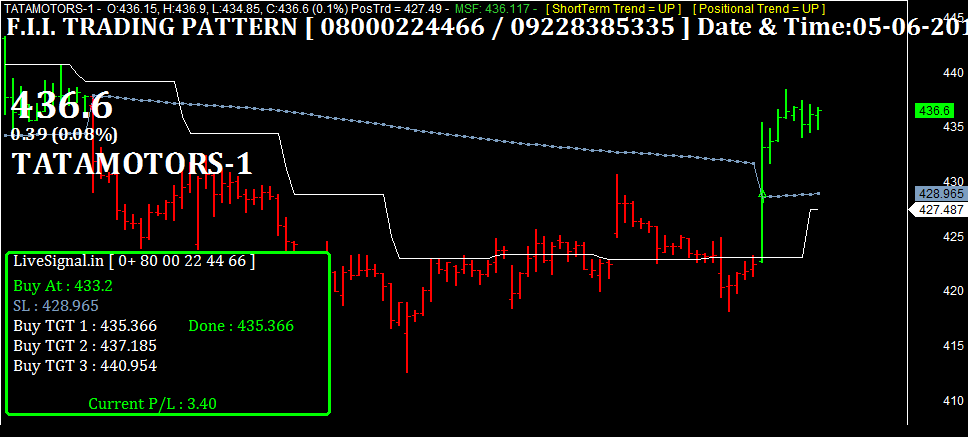 TATAMOTORS-1 - O:436.15, H:436.9, L:434.85, C:436.6 (0.1%) PosTrd = 427.49 - MSF: 436.117 - [ ShortTerm Trend = UP ] [ Positional Trend = UP ]
F.I.I. TRADING PATTERN [ 08000224466 / 09228385335 ] Date & Time:05-06-201
445
440
436.6
0.39 (0.08%)
TATAMOTORS-1
436.6
435
430
428.965
427.487
425
420
415
410
LiveSignal.in [ 0+ 80 00 22 44 66 ]
Buy At : 433.2
SL : 428.965
Buy TGT 1 : 435.366 Done : 435.366
Buy TGT 2 : 437.185
Buy TGT 3 : 440.954
Current P/L : 3.40